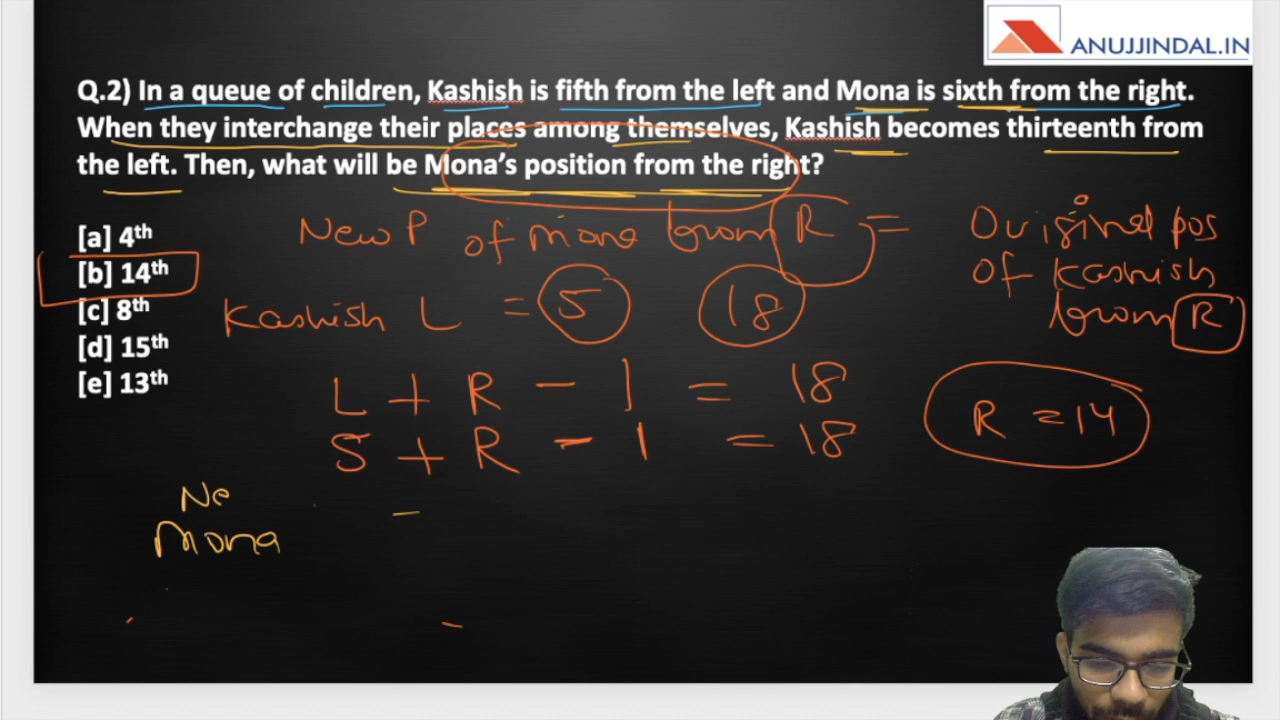 ANUJJINDAL.IN
Q.2) In a queue of children, Kashish is fifth from the left and Mona is sixth from the right.
When they interchange their places among themselves, Kashish becomes thirteenth from
the left. Then, what will be Mona's position from the right?
[a] 4th
[b] 14th
[c] 8th
[d] 15th
[e] 13th
New P of mona from R = Original pos
of Kashish
from R
Kashish L = 5 18
L + R - 1 = 18
5 + R - 1 = 18
R = 14
Ne
Mona